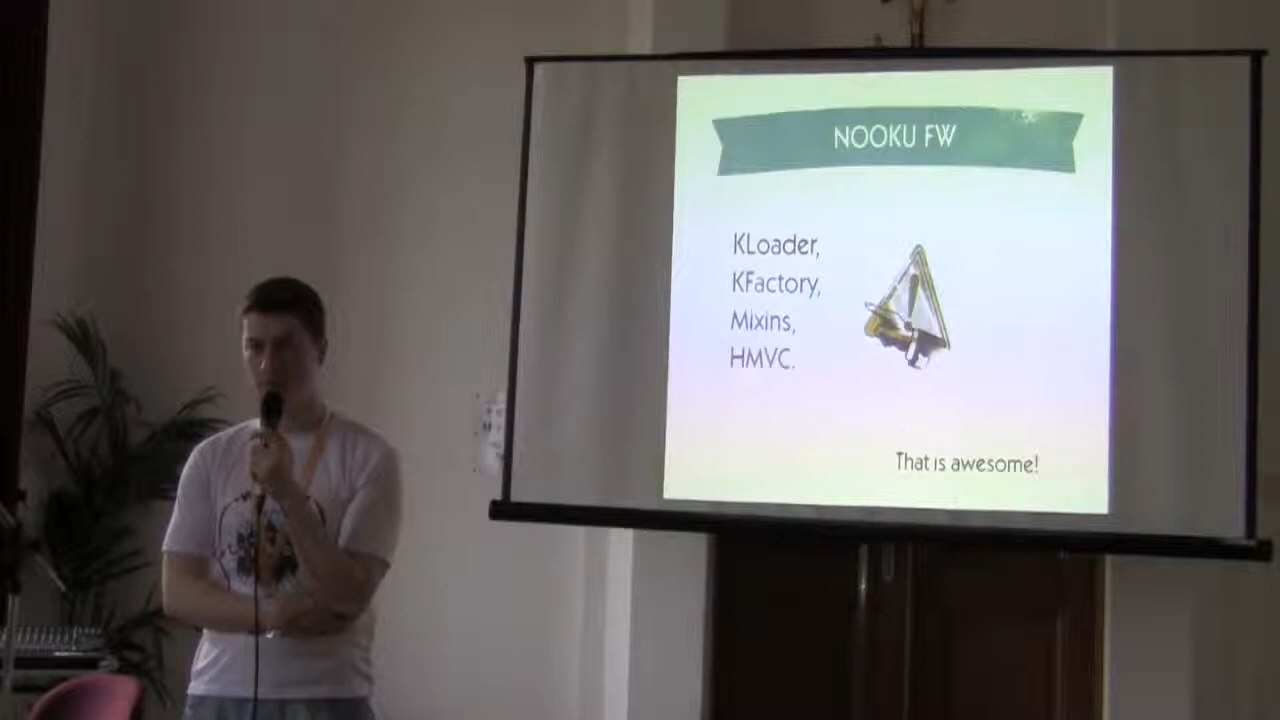 NOOKU FW
KLoader,
KFactory,
Mixins,
HMVC.
That is awesome!